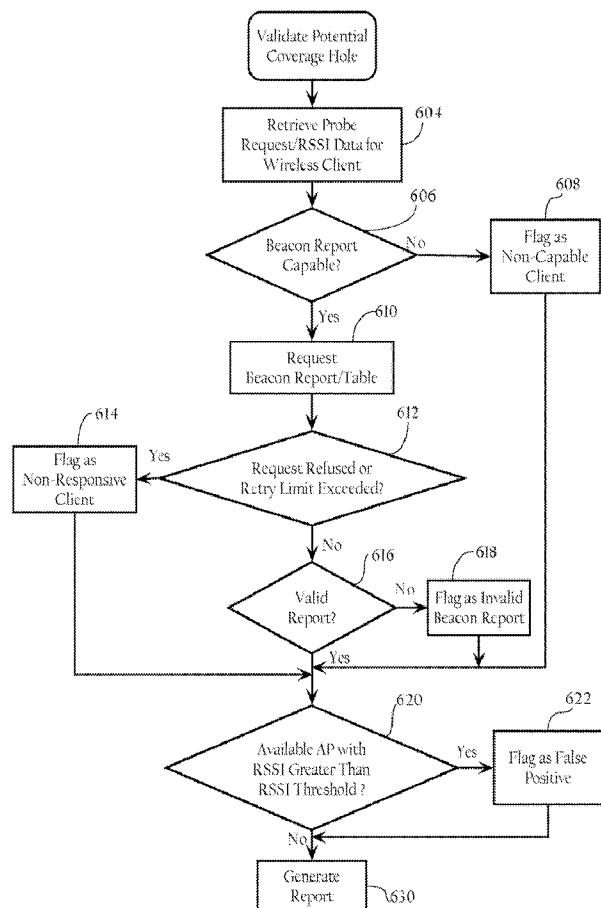 Validate Potential
Coverage Hole
604
Retrieve Probe
Request/RSSI Data for
Wireless Client
606
608
Beacon Report
Capable?
No
Flag as
Non-Capable
Client
Yes
610
Request
Beacon Report/Table
614
612
Flag as
Non-Responsive
Client
Yes
Request Refused or
Retry Limit Exceeded?
No
616
618
Valid
Report?
No
Flag as Invalid
Beacon Report
Yes
620
622
Available AP with
RSSI Greater Than
RSSI Threshold ?
Yes
Flag as False
Positive
No
Generate
Report
630